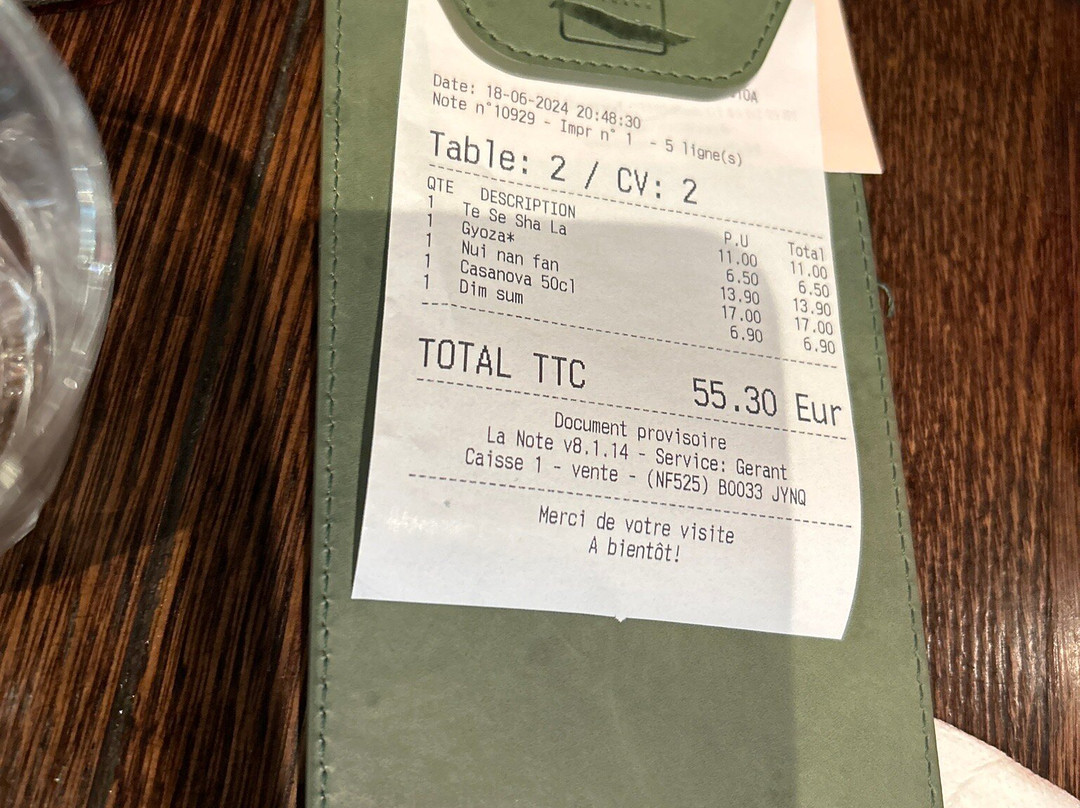 Date: 18-06-2024 20:48:30
Note n°10929 - Impr n° 1 - 5 ligne(s)
Table: 2 / CV: 2
QTE DESCRIPTION P.U Total
1 Te Se Sha La 11.00 11.00
1 Gyoza* 6.50 6.50
1 Nui nan fan 13.90 13.90
1 Casanova 50cl 17.00 17.00
1 Dim sum 6.90 6.90
TOTAL TTC 55.30 Eur
Document provisoire
La Note v8.1.14 - Service: Gerant
Caisse 1 - vente - (NF525) B0033 JYNQ
Merci de votre visite
A bientôt!